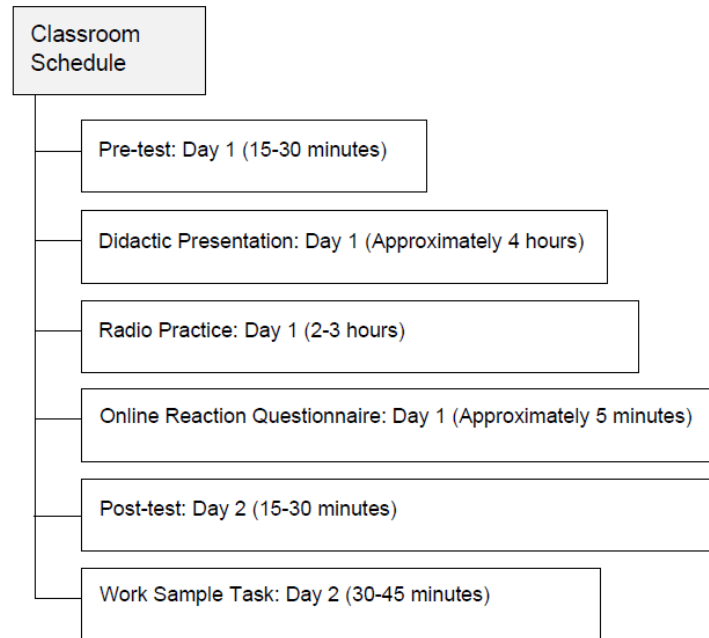 Classroom
Schedule
Pre-test: Day 1 (15-30 minutes)
Didactic Presentation: Day 1 (Approximately 4 hours)
Radio Practice: Day 1 (2-3 hours)
Online Reaction Questionnaire: Day 1 (Approximately 5 minutes)
Post-test: Day 2 (15-30 minutes)
Work Sample Task: Day 2 (30-45 minutes)